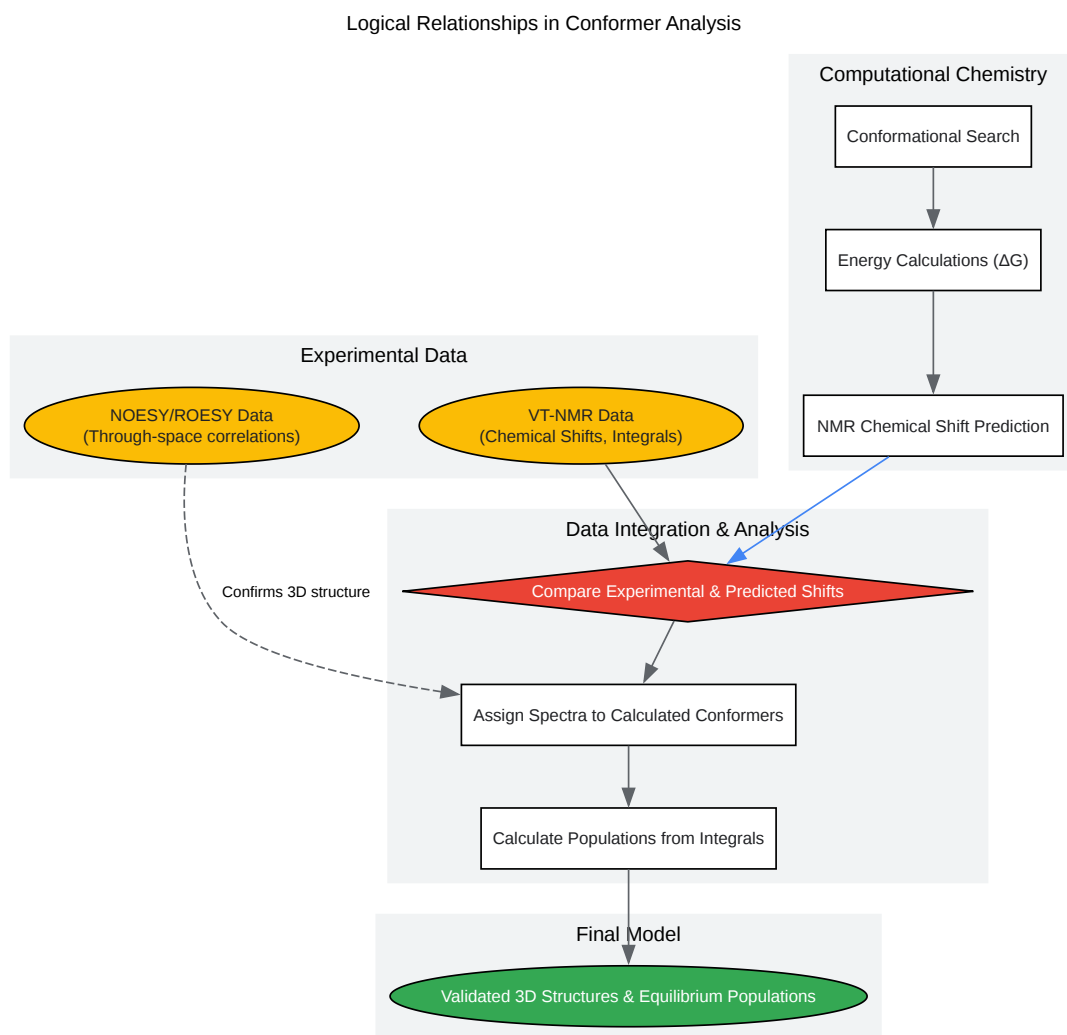 Logical Relationships in Conformer Analysis
Computational Chemistry
Conformational Search
Energy Calculations (ΔG)
NMR Chemical Shift Prediction
Experimental Data
NOESY/ROESY Data
(Through-space correlations)
VT-NMR Data
(Chemical Shifts, Integrals)
Data Integration & Analysis
Compare Experimental & Predicted Shifts
Confirms 3D structure
Assign Spectra to Calculated Conformers
Calculate Populations from Integrals
Final Model
Validated 3D Structures & Equilibrium Populations